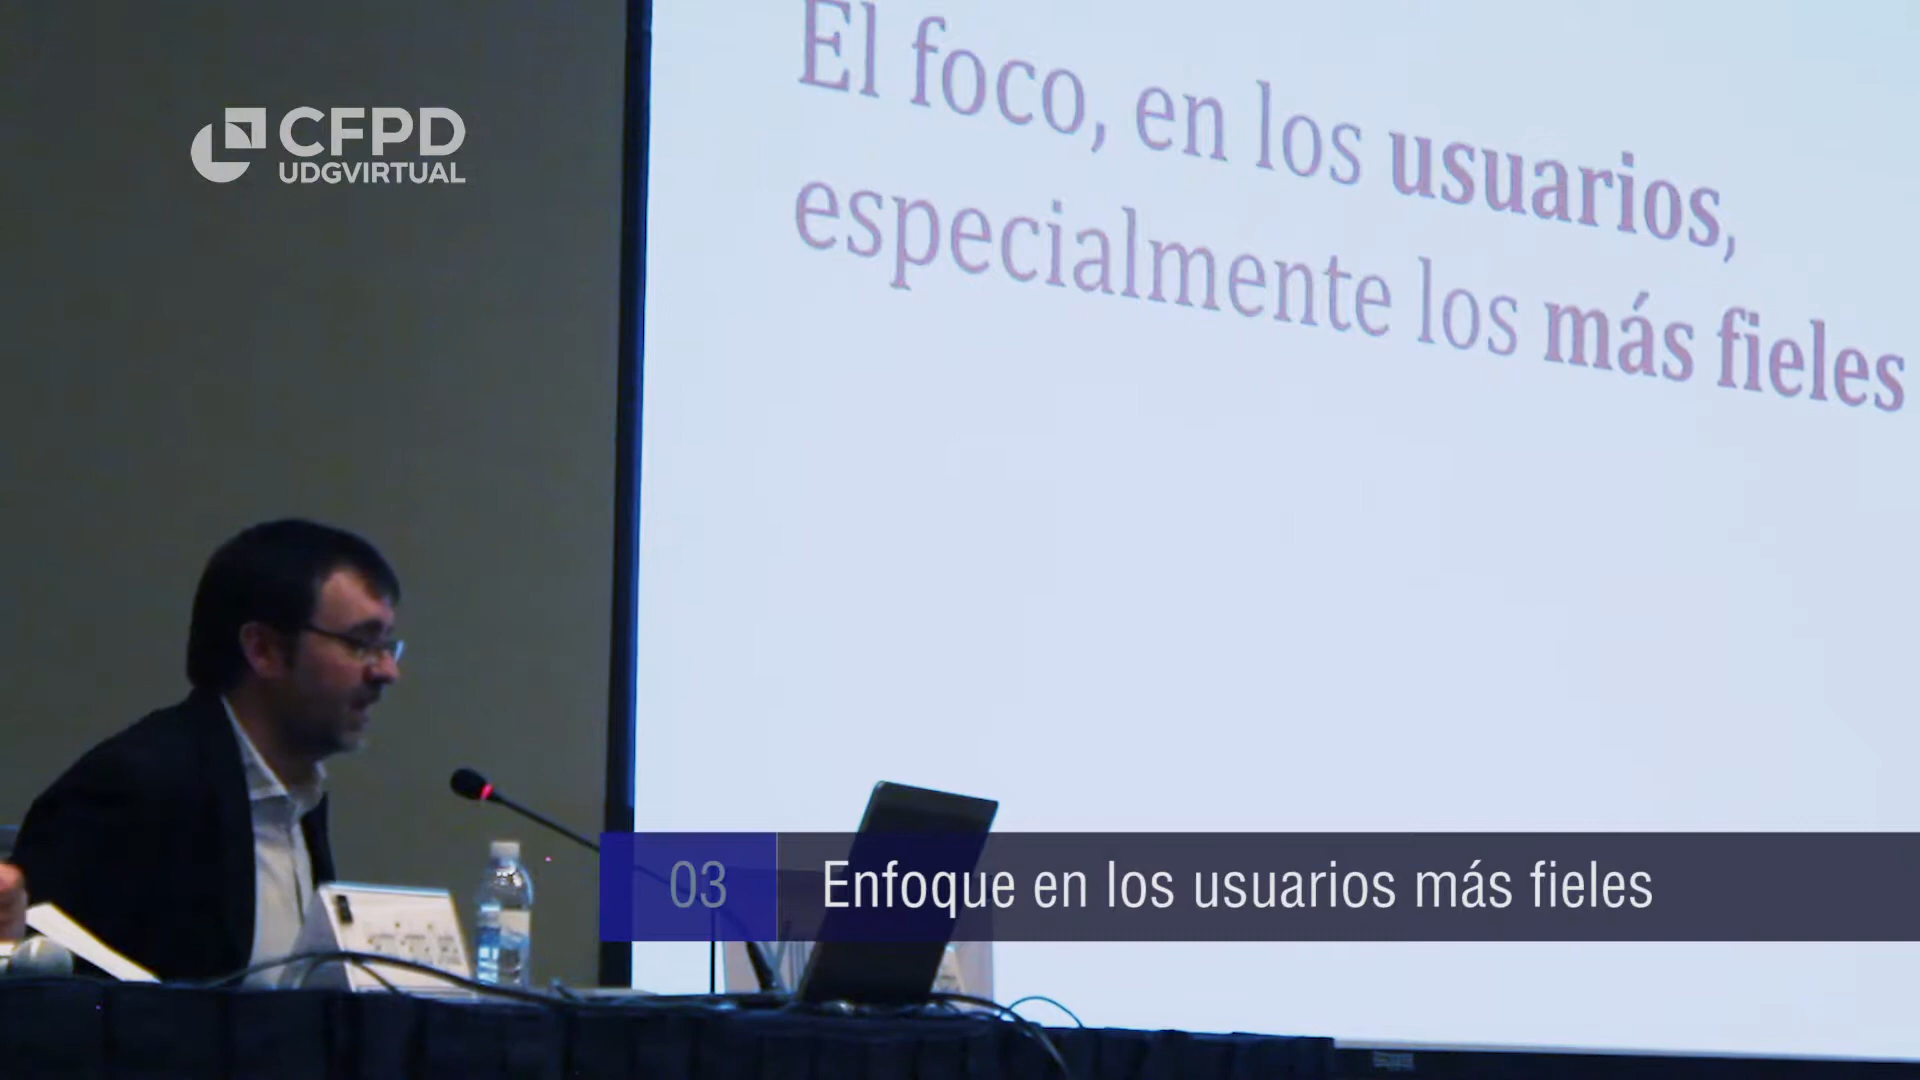 CFPD
UDGVIRTUAL
El foco, en los usuarios,
especialmente los más fieles
03
Enfoque en los usuarios más fieles